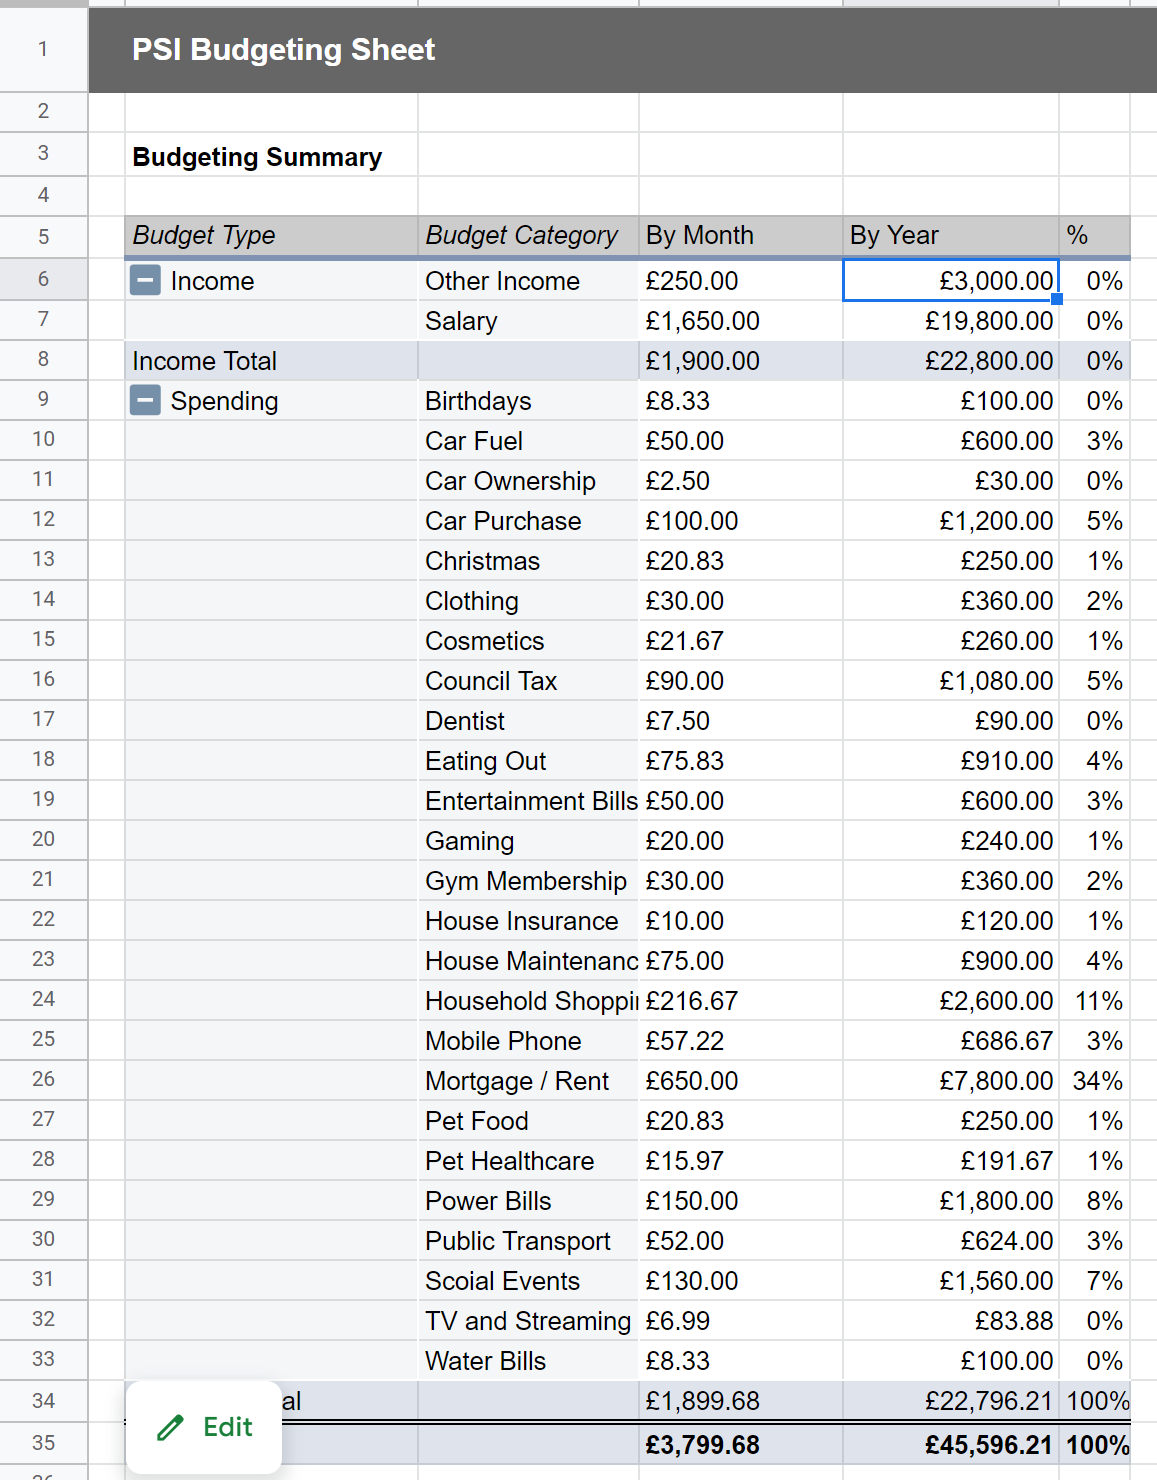 1 PSI Budgeting Sheet
2
3 Budgeting Summary
4
5 Budget Type Budget Category By Month By Year %
6 Income Other Income £250.00 £3,000.00 0%
7 Salary £1,650.00 £19,800.00 0%
8 Income Total £1,900.00 £22,800.00 0%
9 Spending Birthdays £8.33 £100.00 0%
10 Car Fuel £50.00 £600.00 3%
11 Car Ownership £2.50 £30.00 0%
12 Car Purchase £100.00 £1,200.00 5%
13 Christmas £20.83 £250.00 1%
14 Clothing £30.00 £360.00 2%
15 Cosmetics £21.67 £260.00 1%
16 Council Tax £90.00 £1,080.00 5%
17 Dentist £7.50 £90.00 0%
18 Eating Out £75.83 £910.00 4%
19 Entertainment Bills £50.00 £600.00 3%
20 Gaming £20.00 £240.00 1%
21 Gym Membership £30.00 £360.00 2%
22 House Insurance £10.00 £120.00 1%
23 House Maintenanc £75.00 £900.00 4%
24 Household Shoppi £216.67 £2,600.00 11%
25 Mobile Phone £57.22 £686.67 3%
26 Mortgage / Rent £650.00 £7,800.00 34%
27 Pet Food £20.83 £250.00 1%
28 Pet Healthcare £15.97 £191.67 1%
29 Power Bills £150.00 £1,800.00 8%
30 Public Transport £52.00 £624.00 3%
31 Scoial Events £130.00 £1,560.00 7%
32 TV and Streaming £6.99 £83.88 0%
33 Water Bills £8.33 £100.00 0%
34 al £1,899.68 £22,796.21 100%
Edit
35 £3,799.68 £45,596.21 100%